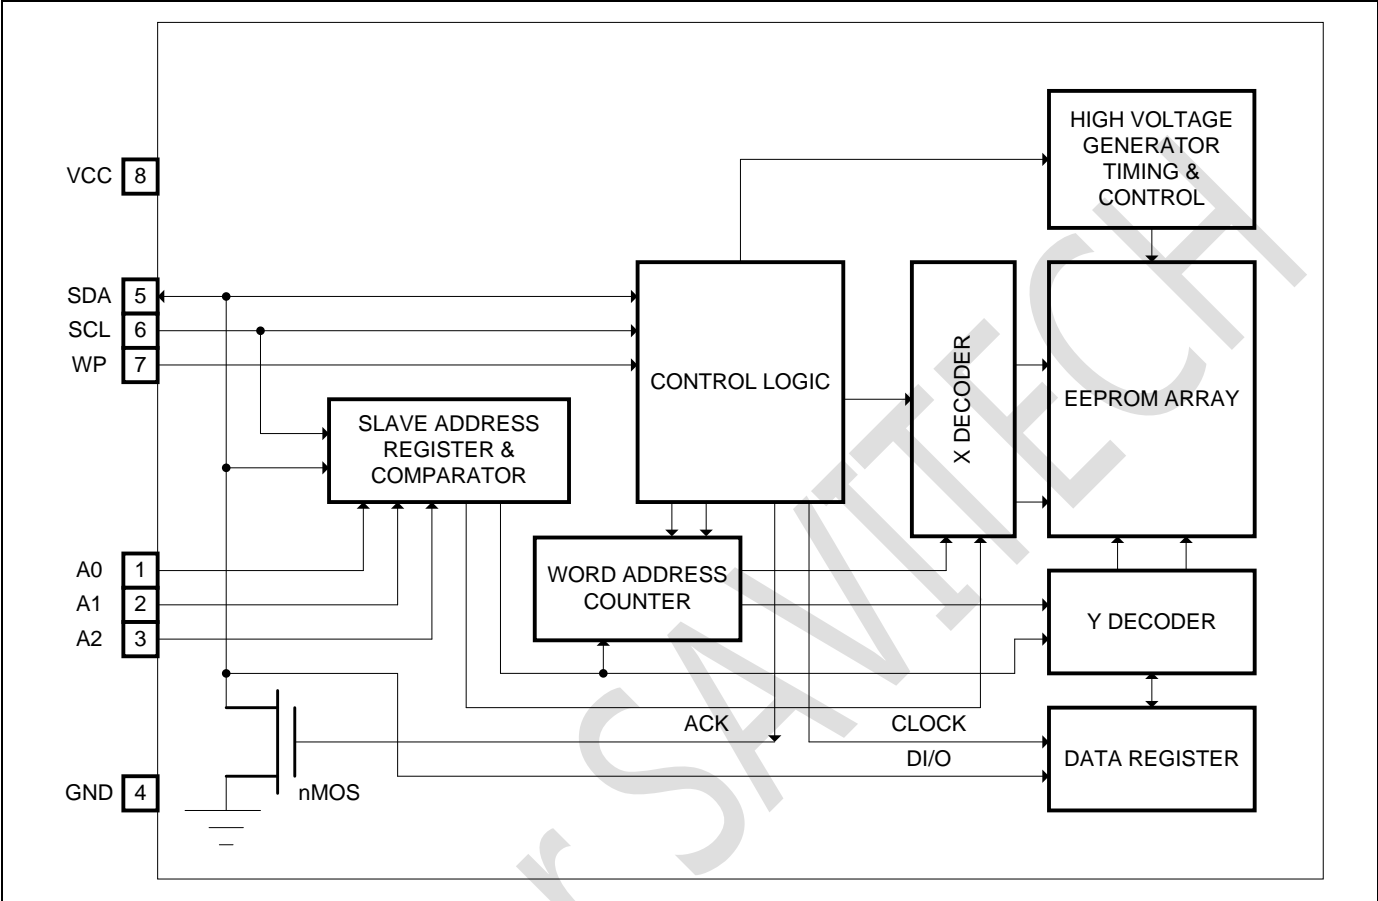 HIGH VOLTAGE
GENERATOR
TIMING &
CONTROL
VCC 8
SDA 5
SCL 6
WP 7
CONTROL LOGIC
X DECODER
EEPROM ARRAY
SLAVE ADDRESS
REGISTER &
COMPARATOR
A0 1
A1 2
A2 3
WORD ADDRESS
COUNTER
Y DECODER
ACK
CLOCK
DI/O
DATA REGISTER
GND 4
nMOS
r SAVITECH